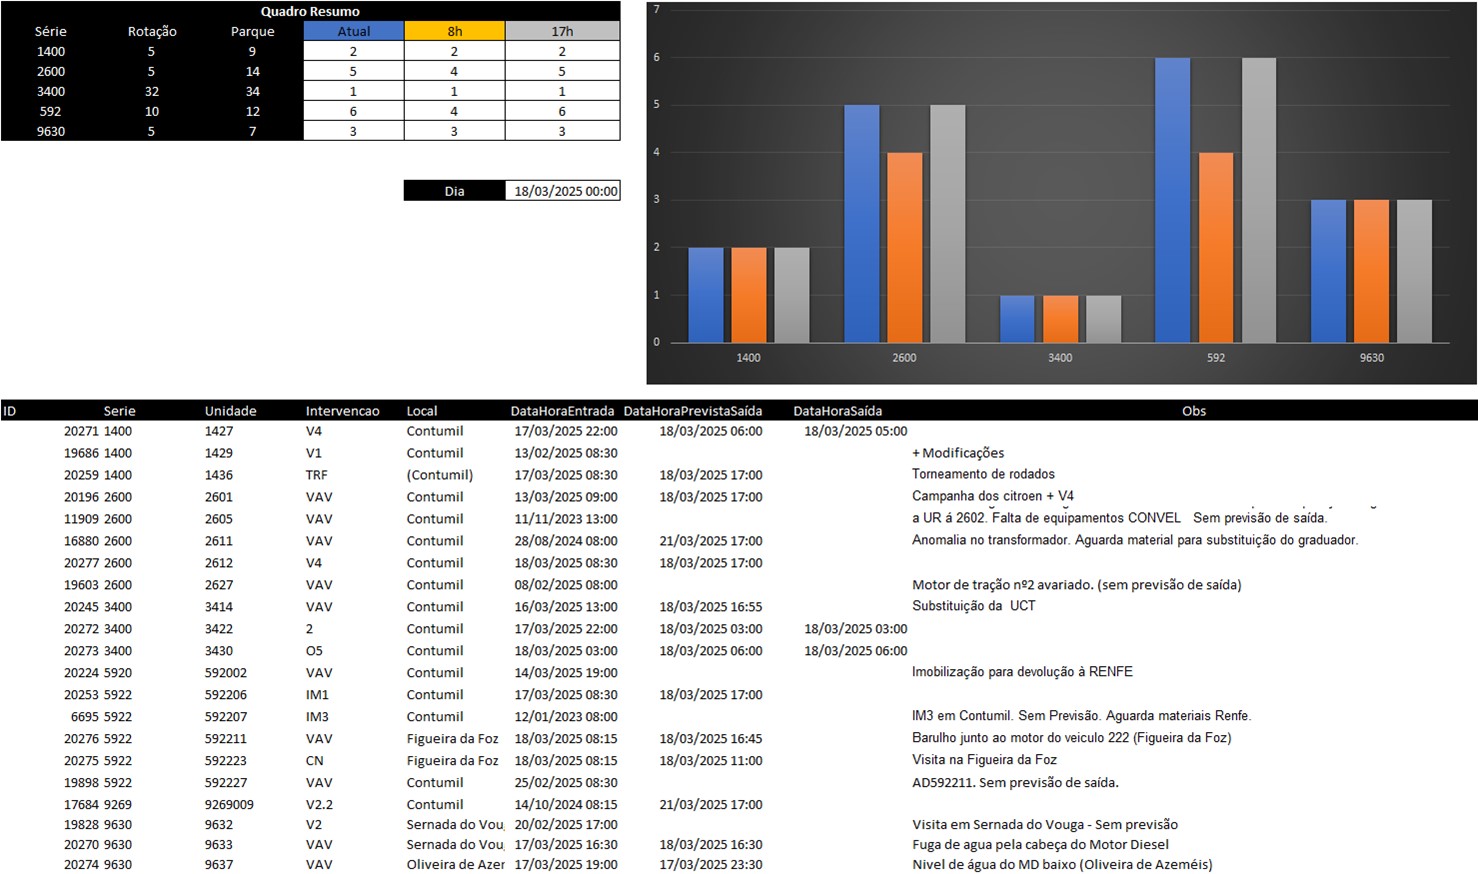 Quadro Resumo
Série Rotação Parque Atual 8h 17h
1400 5 9 2 2 2
2600 5 14 5 4 5
3400 32 34 1 1 1
592 10 12 6 4 6
9630 5 7 3 3 3
Dia 18/03/2025 00:00
7
6
5
4
3
2
1
0
1400 2600 3400 592 9630
ID Serie Unidade Intervencao Local DataHoraEntrada DataHoraPrevistaSaída DataHoraSaída Obs
20271 1400 1427 V4 Contumil 17/03/2025 22:00 18/03/2025 06:00 18/03/2025 05:00
19686 1400 1429 V1 Contumil 13/02/2025 08:30 + Modificações
20259 1400 1436 TRF (Contumil) 17/03/2025 08:30 18/03/2025 17:00 Torneamento de rodados
20196 2600 2601 VAV Contumil 13/03/2025 09:00 18/03/2025 17:00 Campanha dos citroen + V4
11909 2600 2605 VAV Contumil 11/11/2023 13:00 a UR á 2602. Falta de equipamentos CONVEL Sem previsão de saída.
16880 2600 2611 VAV Contumil 28/08/2024 08:00 21/03/2025 17:00 Anomalia no transformador. Aguarda material para substituição do graduador.
20277 2600 2612 V4 Contumil 18/03/2025 08:30 18/03/2025 17:00
19603 2600 2627 VAV Contumil 08/02/2025 08:00 Motor de tração nº2 avariado. (sem previsão de saída)
20245 3400 3414 VAV Contumil 16/03/2025 13:00 18/03/2025 16:55 Substituição da UCT
20272 3400 3422 2 Contumil 17/03/2025 22:00 18/03/2025 03:00 18/03/2025 03:00
20273 3400 3430 O5 Contumil 18/03/2025 03:00 18/03/2025 06:00 18/03/2025 06:00
20224 5920 592002 VAV Contumil 14/03/2025 19:00 Imobilização para devolução à RENFE
20253 5922 592206 IM1 Contumil 17/03/2025 08:30 18/03/2025 17:00
6695 5922 592207 IM3 Contumil 12/01/2023 08:00 IM3 em Contumil. Sem Previsão. Aguarda materiais Renfe.
20276 5922 592211 VAV Figueira da Foz 18/03/2025 08:15 18/03/2025 16:45 Barulho junto ao motor do veiculo 222 (Figueira da Foz)
20275 5922 592223 CN Figueira da Foz 18/03/2025 08:15 18/03/2025 11:00 Visita na Figueira da Foz
19898 5922 592227 VAV Contumil 25/02/2025 08:30 AD592211. Sem previsão de saída.
17684 9269 9269009 V2.2 Contumil 14/10/2024 08:15 21/03/2025 17:00
19828 9630 9632 V2 Sernada do Vou 20/02/2025 17:00 Visita em Sernada do Vouga - Sem previsão
20270 9630 9633 VAV Sernada do Vou 17/03/2025 16:30 18/03/2025 16:30 Fuga de agua pela cabeça do Motor Diesel
20274 9630 9637 VAV Oliveira de Azer 17/03/2025 19:00 17/03/2025 23:30 Nivel de água do MD baixo (Oliveira de Azeméis)